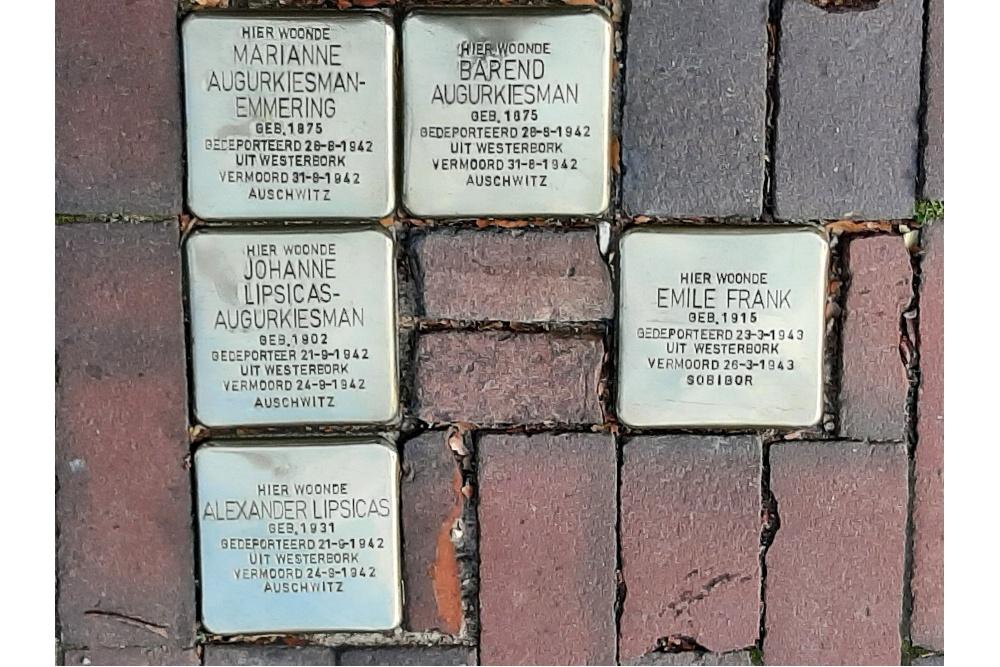 HIER WOONDE
MARIANNE
AUGURKIESMAN-
EMMERING
GEB. 1875
GEDEPORTEERD 28-8-1942
UIT WESTERBORK
VERMOORD 31-8-1942
AUSCHWITZ
HIER WOONDE
BAREND
AUGURKIESMAN
GEB. 1875
GEDEPORTEERD 28-8-1942
UIT WESTERBORK
VERMOORD 31-8-1942
AUSCHWITZ
HIER WOONDE
JOHANNE
LIPSICAS-
AUGURKIESMAN
GEB. 1902
GEDEPORTEER 21-9-1942
UIT WESTERBORK
VERMOORD 24-9-1942
AUSCHWITZ
HIER WOONDE
EMILE FRANK
GEB. 1915
GEDEPORTEERD 23-3-1943
UIT WESTERBORK
VERMOORD 26-3-1943
SOBIBOR
HIER WOONDE
ALEXANDER LIPSICAS
GEB. 1931
GEDEPORTEERD 21-9-1942
UIT WESTERBORK
VERMOORD 24-9-1942
AUSCHWITZ